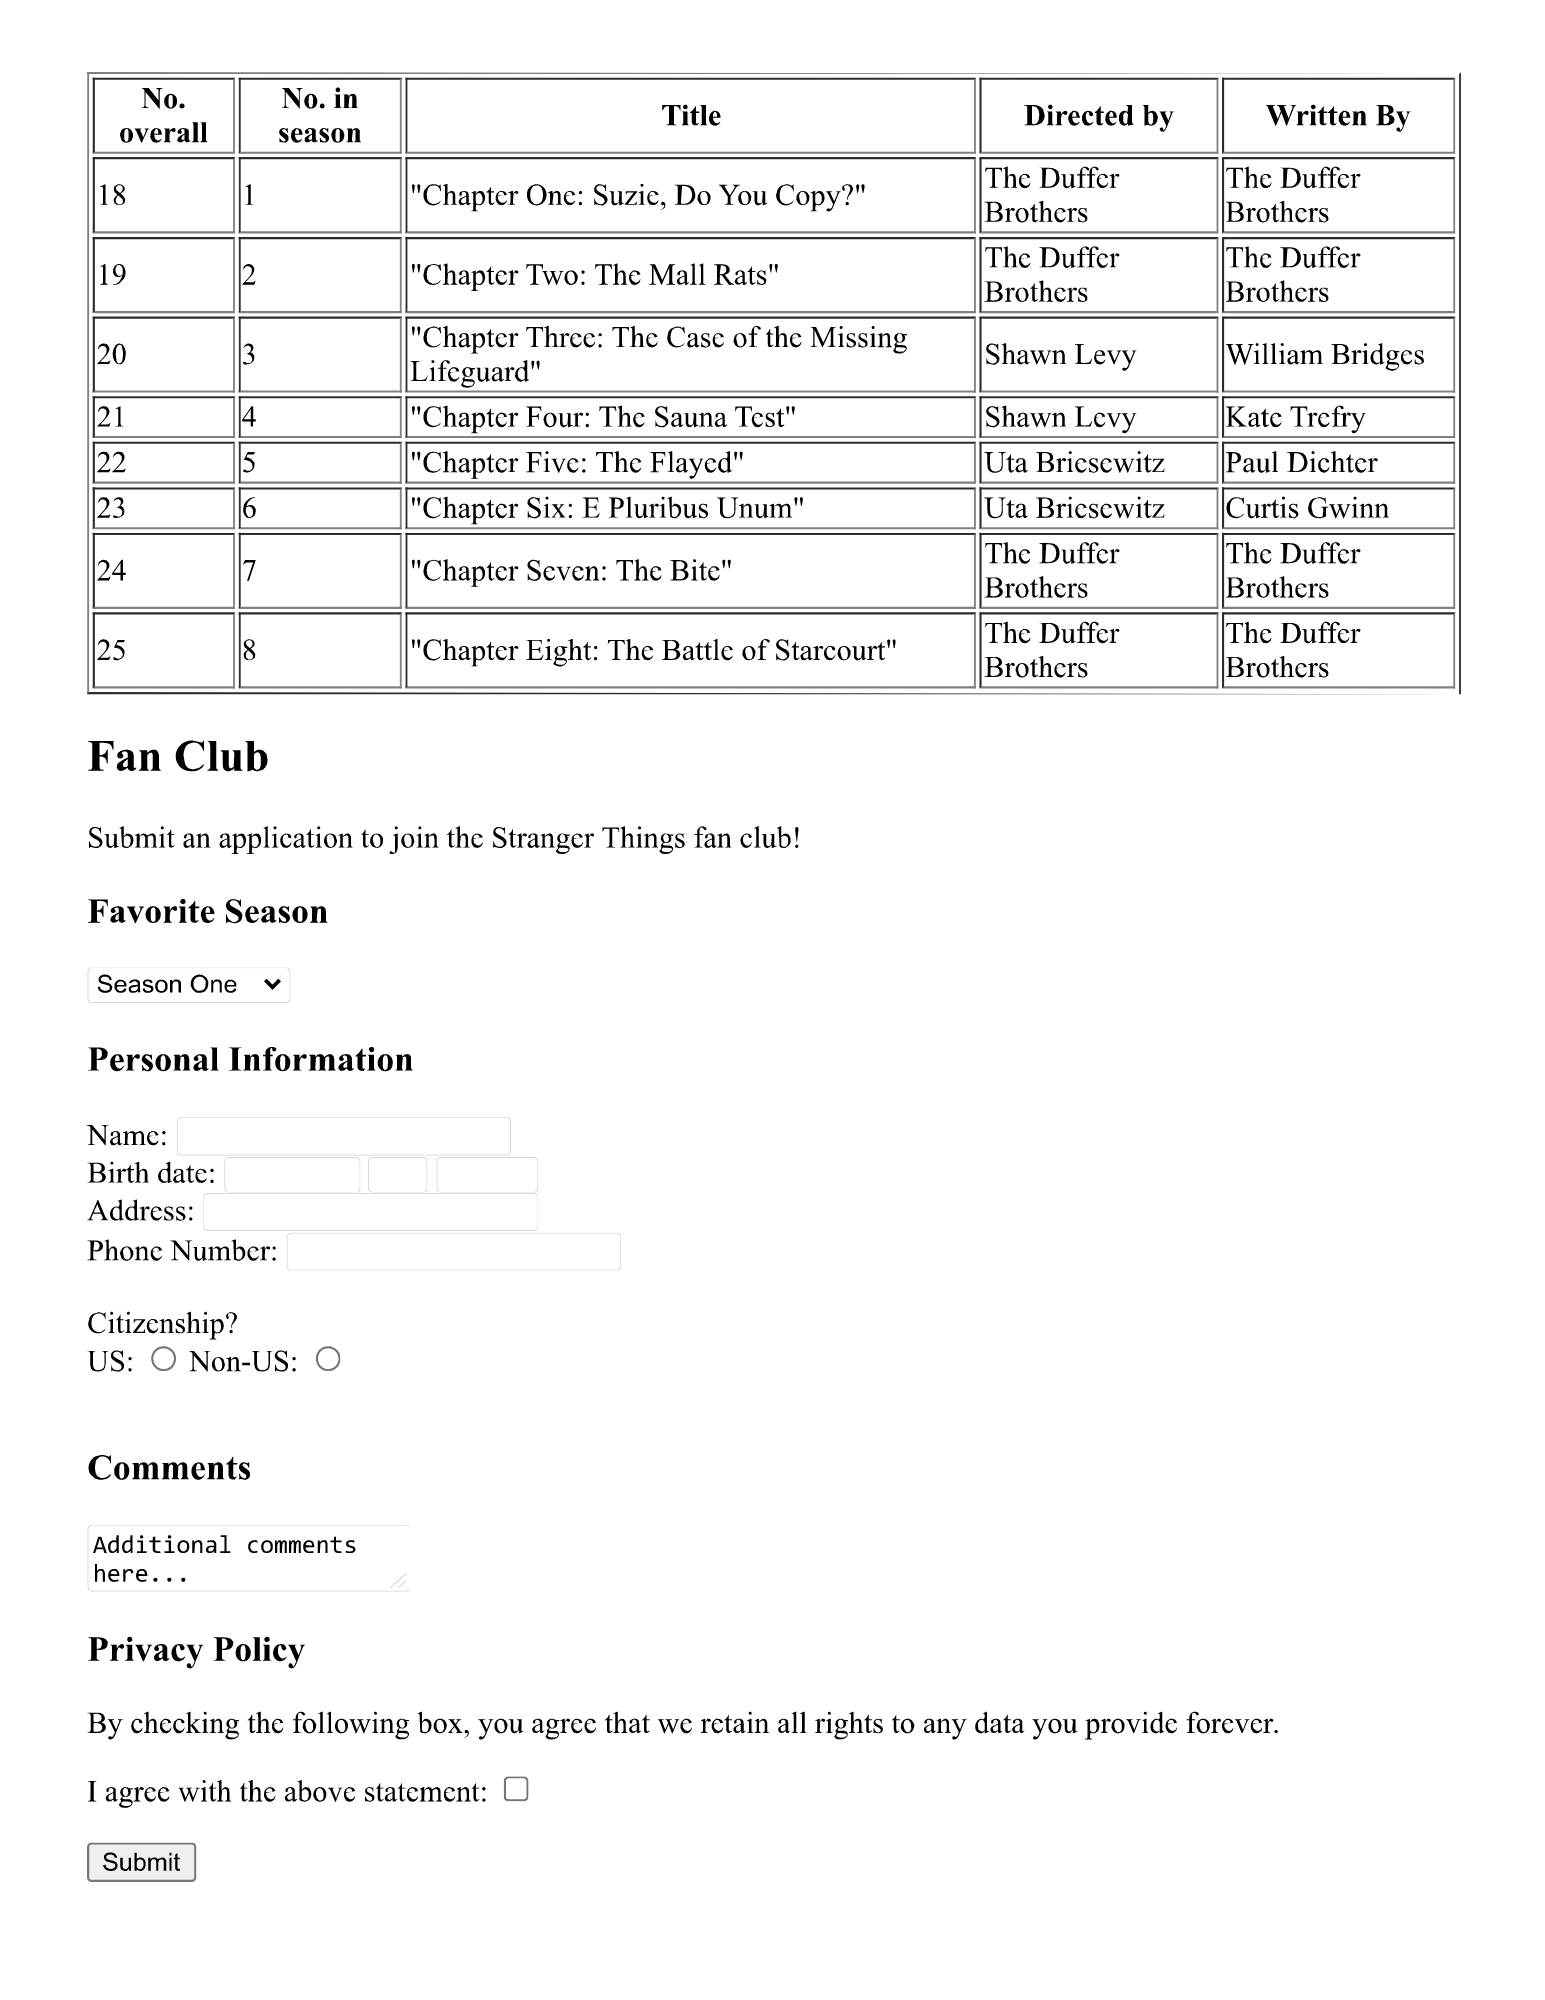 No. overall No. in season Title Directed by Written By
18 1 "Chapter One: Suzie, Do You Copy?" The Duffer Brothers The Duffer Brothers
19 2 "Chapter Two: The Mall Rats" The Duffer Brothers The Duffer Brothers
20 3 "Chapter Three: The Case of the Missing Lifeguard" Shawn Levy William Bridges
21 4 "Chapter Four: The Sauna Test" Shawn Levy Kate Trefry
22 5 "Chapter Five: The Flayed" Uta Briesewitz Paul Dichter
23 6 "Chapter Six: E Pluribus Unum" Uta Briesewitz Curtis Gwinn
24 7 "Chapter Seven: The Bite" The Duffer Brothers The Duffer Brothers
25 8 "Chapter Eight: The Battle of Starcourt" The Duffer Brothers The Duffer Brothers
Fan Club
Submit an application to join the Stranger Things fan club!
Favorite Season
Season One
Personal Information
Name:
Birth date:
Address:
Phone Number:
Citizenship?
US: Non-US:
Comments
Additional comments
here...
Privacy Policy
By checking the following box, you agree that we retain all rights to any data you provide forever.
I agree with the above statement:
Submit